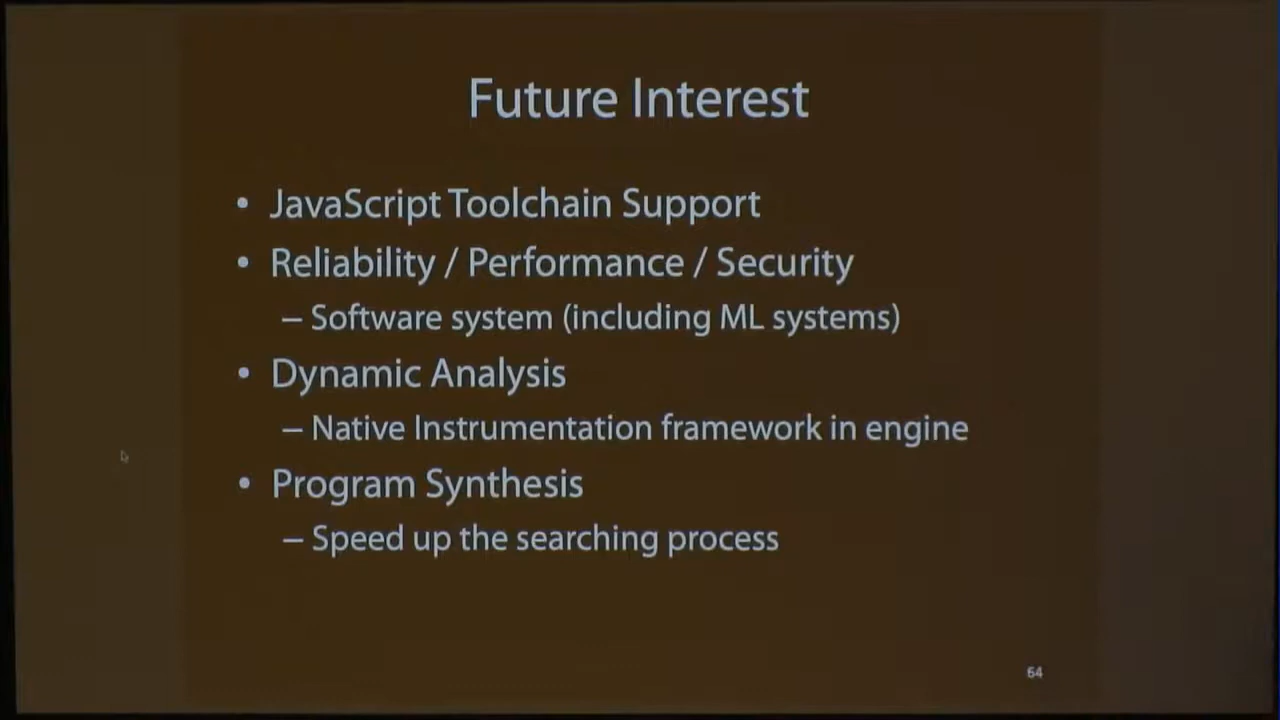 Future Interest
• JavaScript Toolchain Support
• Reliability / Performance / Security
– Software system (including ML systems)
• Dynamic Analysis
– Native Instrumentation framework in engine
• Program Synthesis
– Speed up the searching process
64